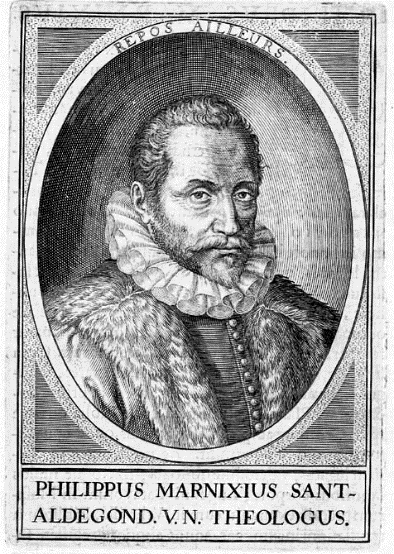 REPOS AILLEURS.
PHILIPPUS MARNIXIUS SANT-
ALDEGOND. V. N. THEOLOGUS.